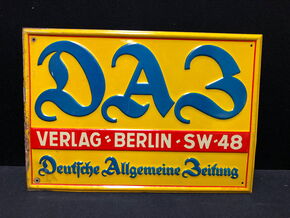 DAZ
VERLAG · BERLIN · SW·48
Deutſche Allgemeine Zeitung